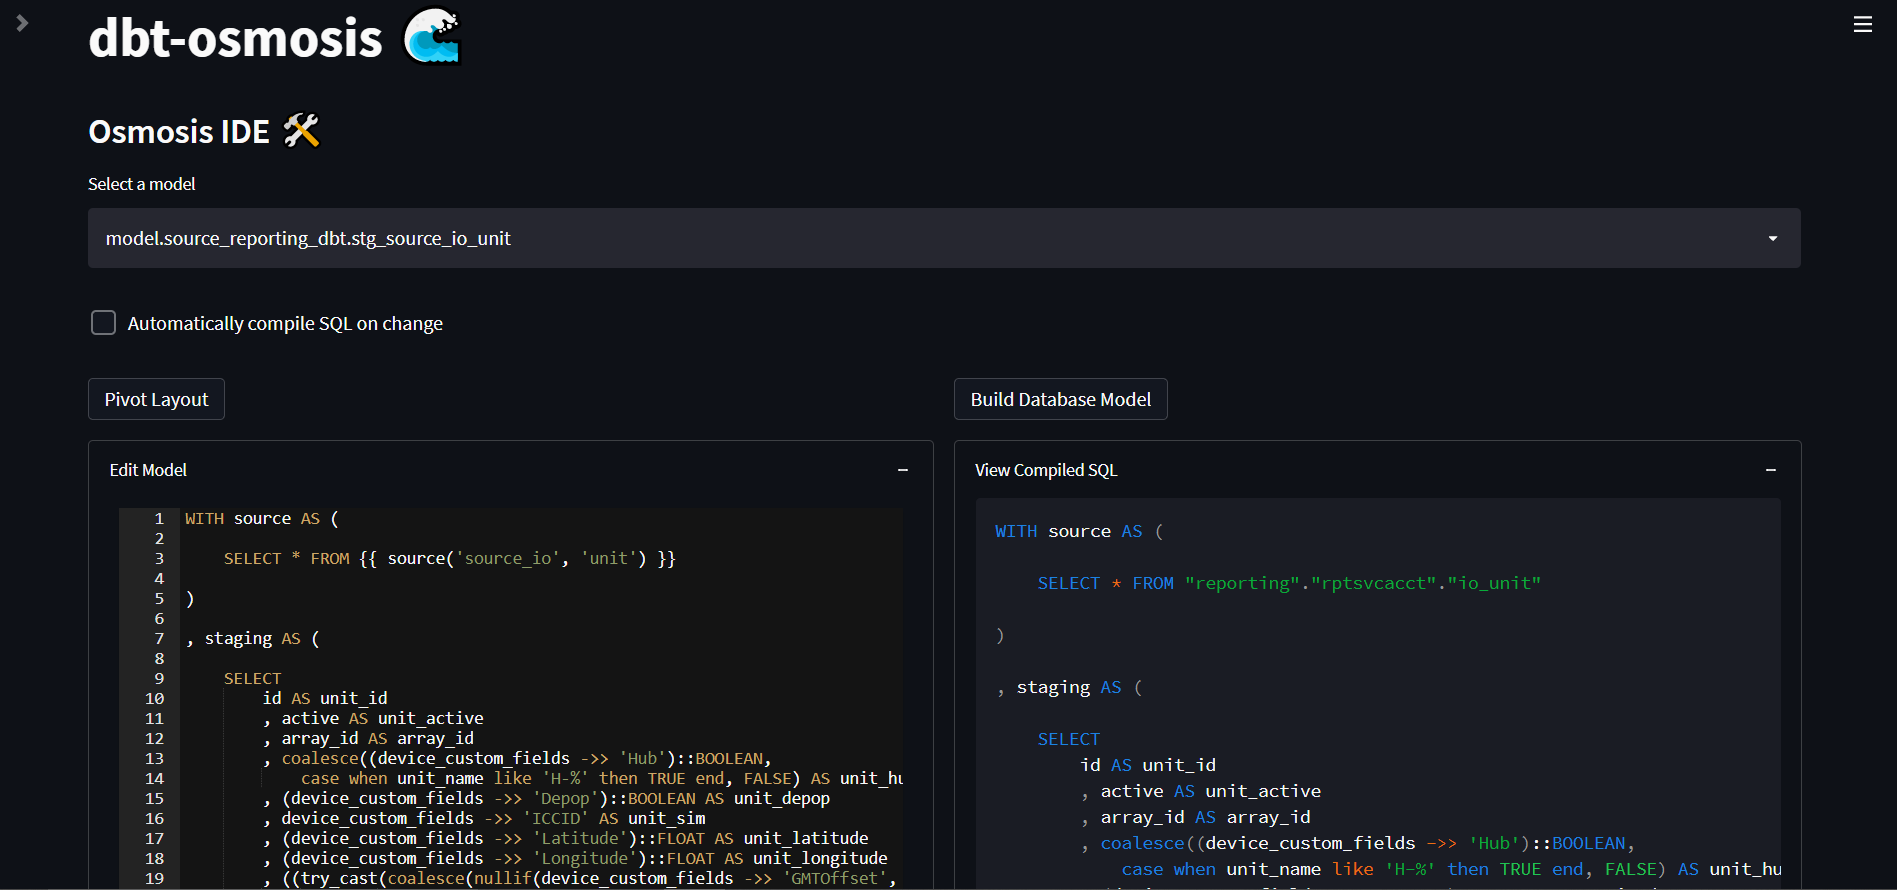 dbt-osmosis
Osmosis IDE
Select a model
model.source_reporting_dbt.stg_source_io_unit
Automatically compile SQL on change
Pivot Layout
Build Database Model
Edit Model
1 WITH source AS (
2
3 SELECT * FROM {{ source('source_io', 'unit') }}
4
5 )
6
7 , staging AS (
8
9 SELECT
10 id AS unit_id
11 , active AS unit_active
12 , array_id AS array_id
13 , coalesce((device_custom_fields ->> 'Hub')::BOOLEAN,
14 case when unit_name like 'H-%' then TRUE end, FALSE) AS unit_hu
15 , (device_custom_fields ->> 'Depop')::BOOLEAN AS unit_depop
16 , device_custom_fields ->> 'ICCID' AS unit_sim
17 , (device_custom_fields ->> 'Latitude')::FLOAT AS unit_latitude
18 , (device_custom_fields ->> 'Longitude')::FLOAT AS unit_longitude
19 , ((try_cast(coalesce(nullif(device_custom_fields ->> 'GMTOffset',
View Compiled SQL
WITH source AS (
SELECT * FROM "reporting"."rptsvcacct"."io_unit"
)
, staging AS (
SELECT
id AS unit_id
, active AS unit_active
, array_id AS array_id
, coalesce((device_custom_fields ->> 'Hub')::BOOLEAN,
case when unit_name like 'H-%' then TRUE end, FALSE) AS unit_hu